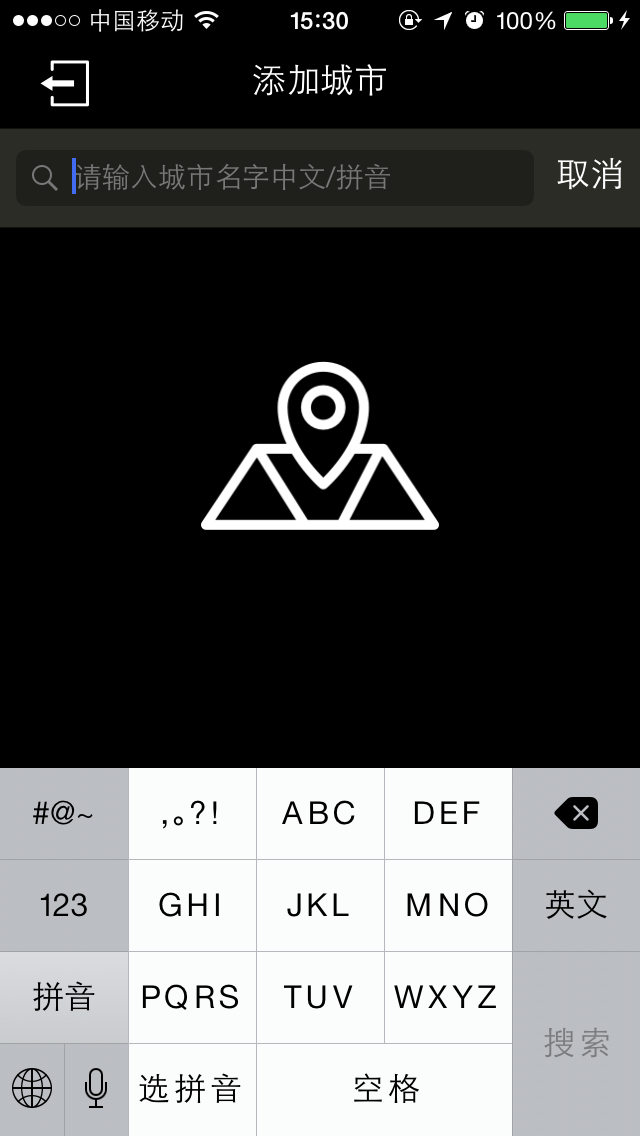 中国移动 15:30 100%
添加城市
请输入城市名字中文/拼音 取消
#@~ ,。?! ABC DEF
123 GHI JKL MNO 英文
拼音 PQRS TUV WXYZ
搜索
选拼音 空格